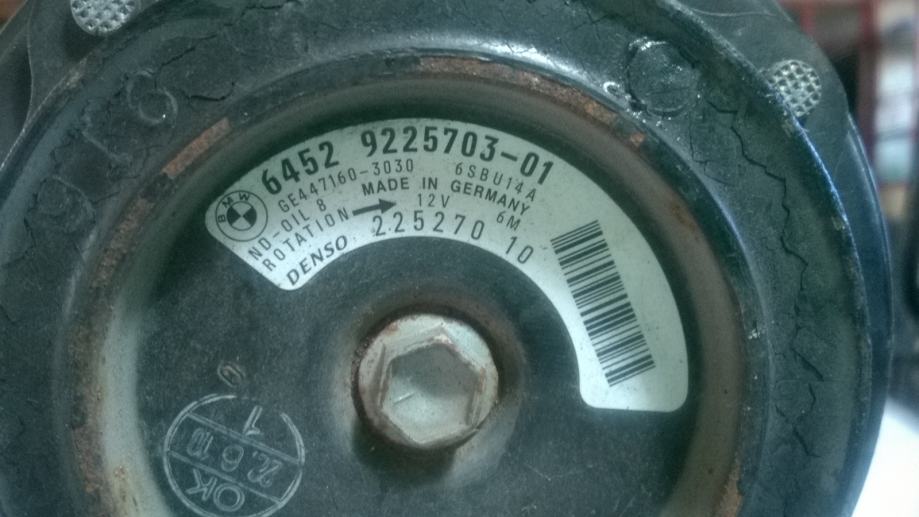 BMW
6452 9225703-01
GE447160-3030 6SBU14A
MADE IN GERMANY
ND-OIL 8 12V 6M
ROTATION
DENSO 225270 10
1
22.6.10
OK